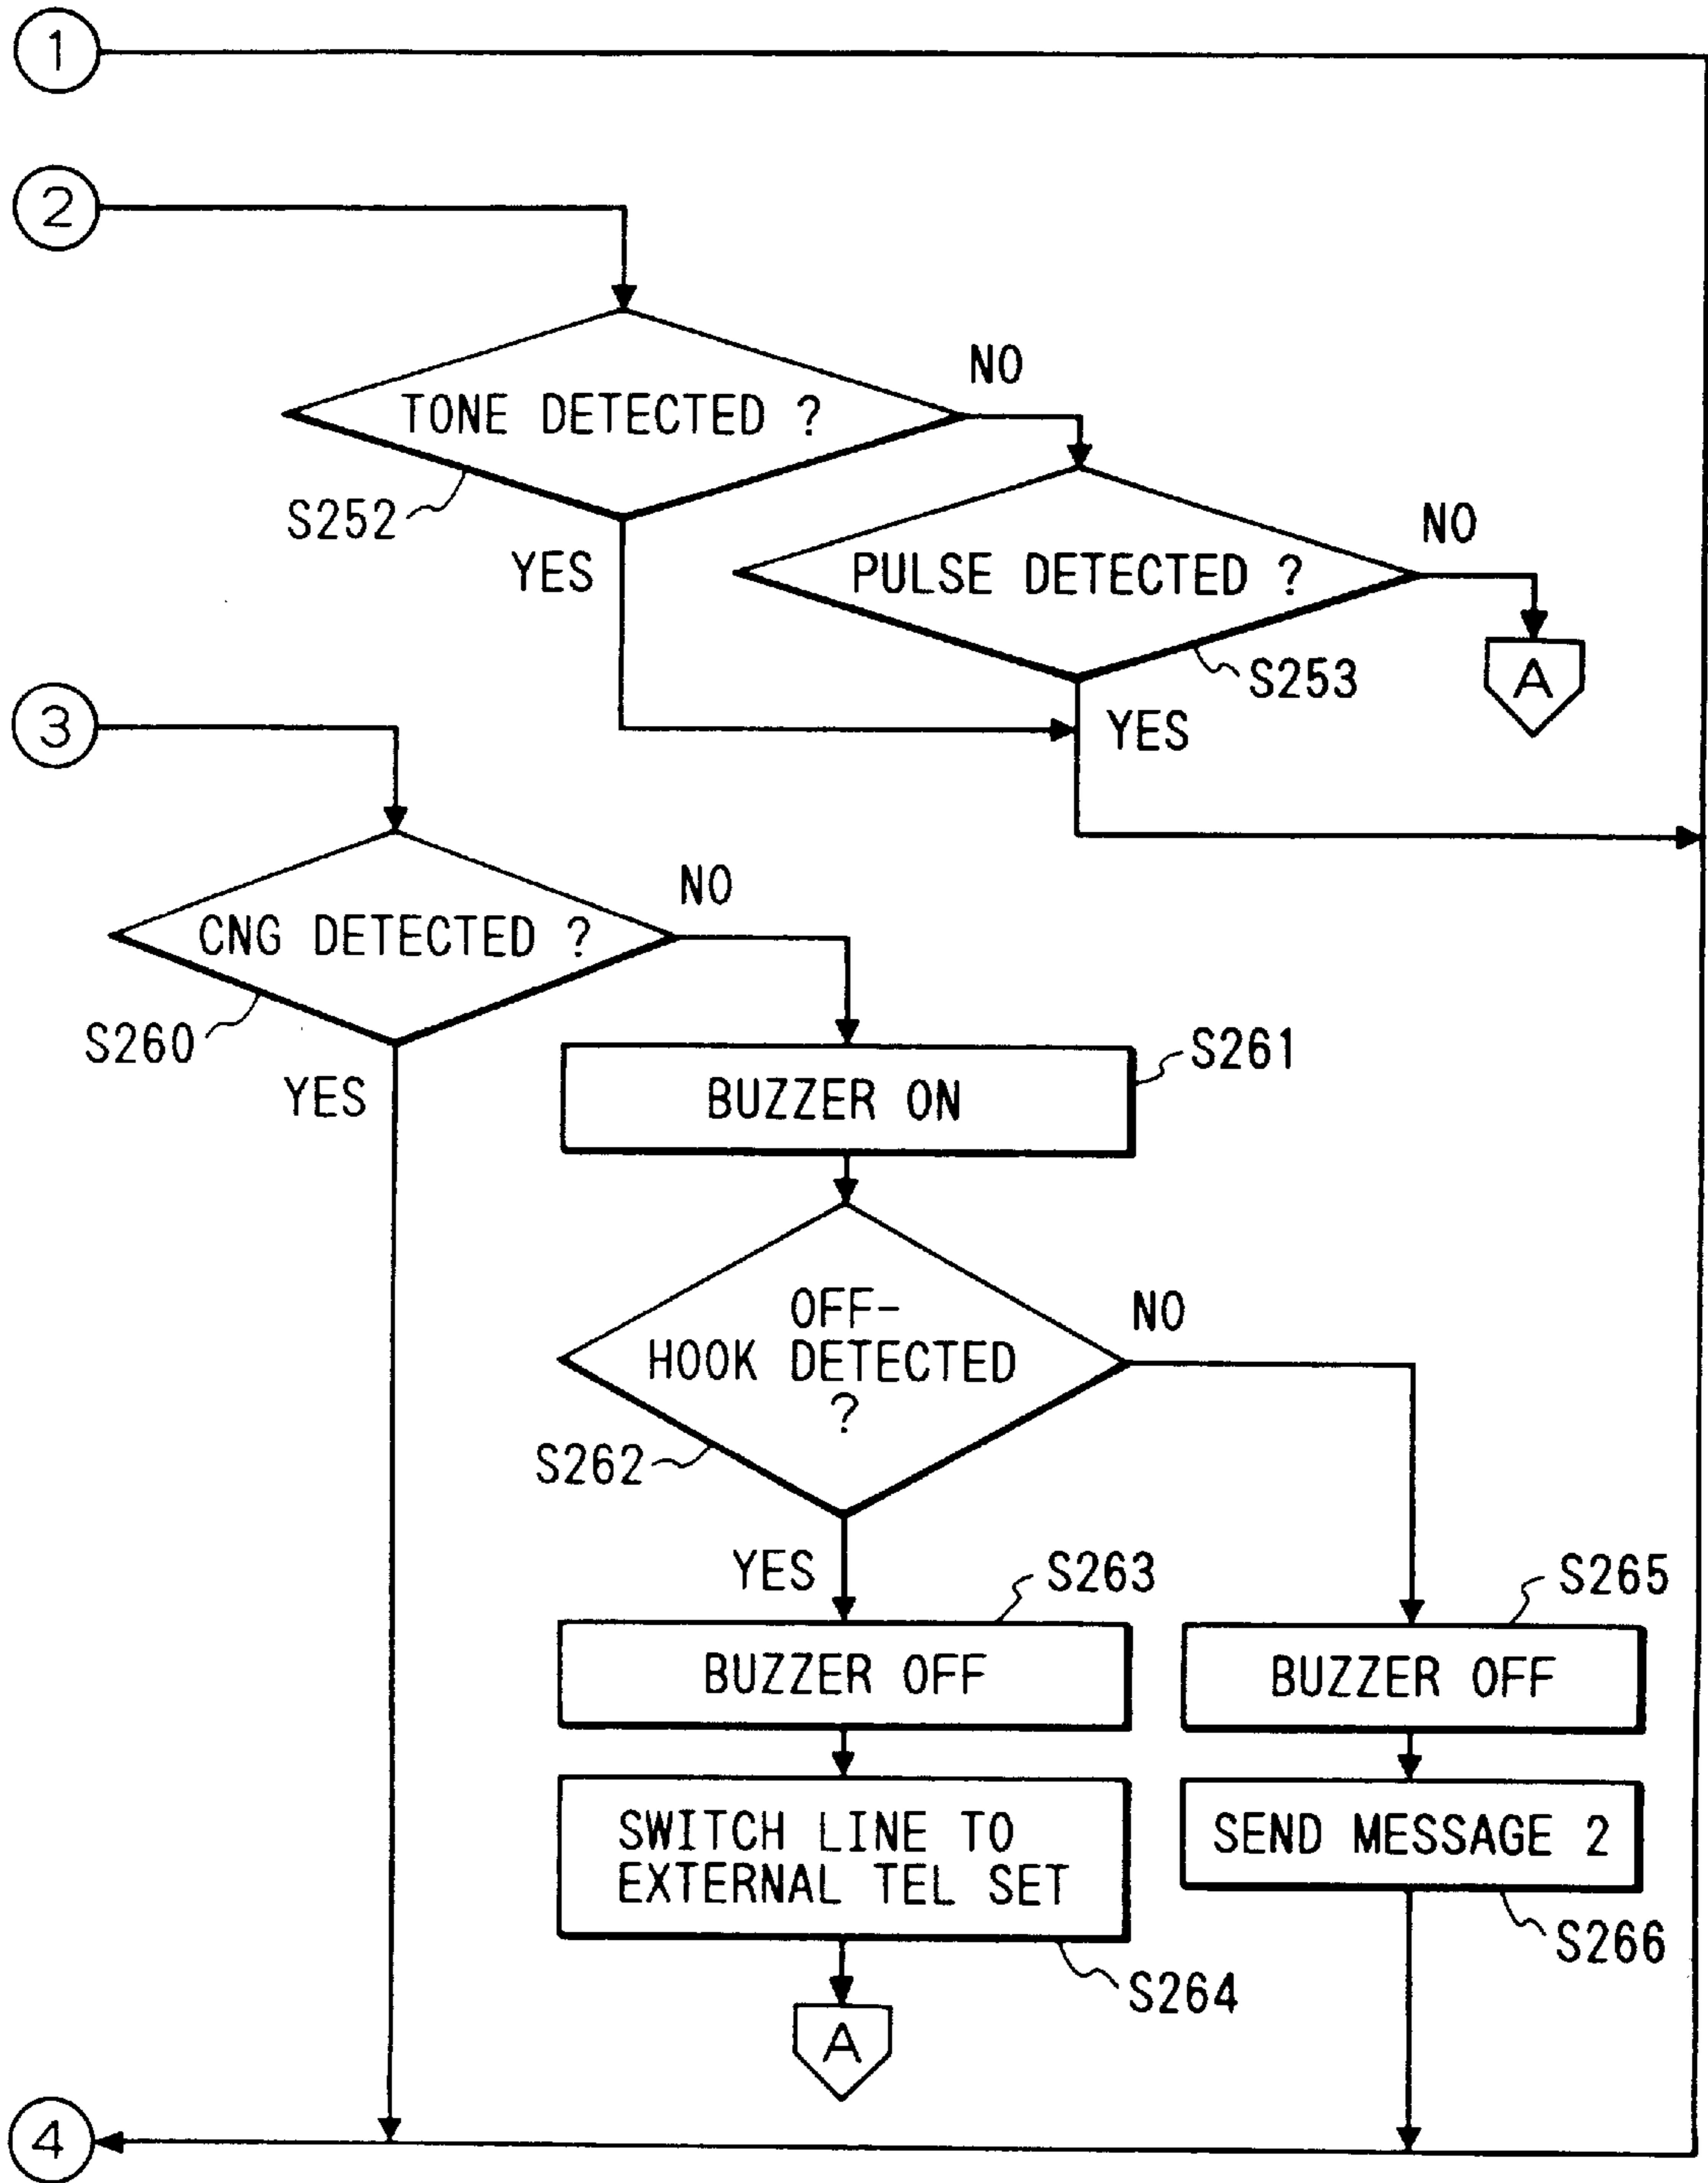 1
2
TONE DETECTED ?
NO
S252
YES
PULSE DETECTED ?
NO
S253
YES
A
3
CNG DETECTED ?
NO
S260
YES
BUZZER ON
S261
OFF-
HOOK DETECTED
?
NO
S262
YES
S263
BUZZER OFF
S265
BUZZER OFF
SWITCH LINE TO
EXTERNAL TEL SET
S264
SEND MESSAGE 2
S266
A
4